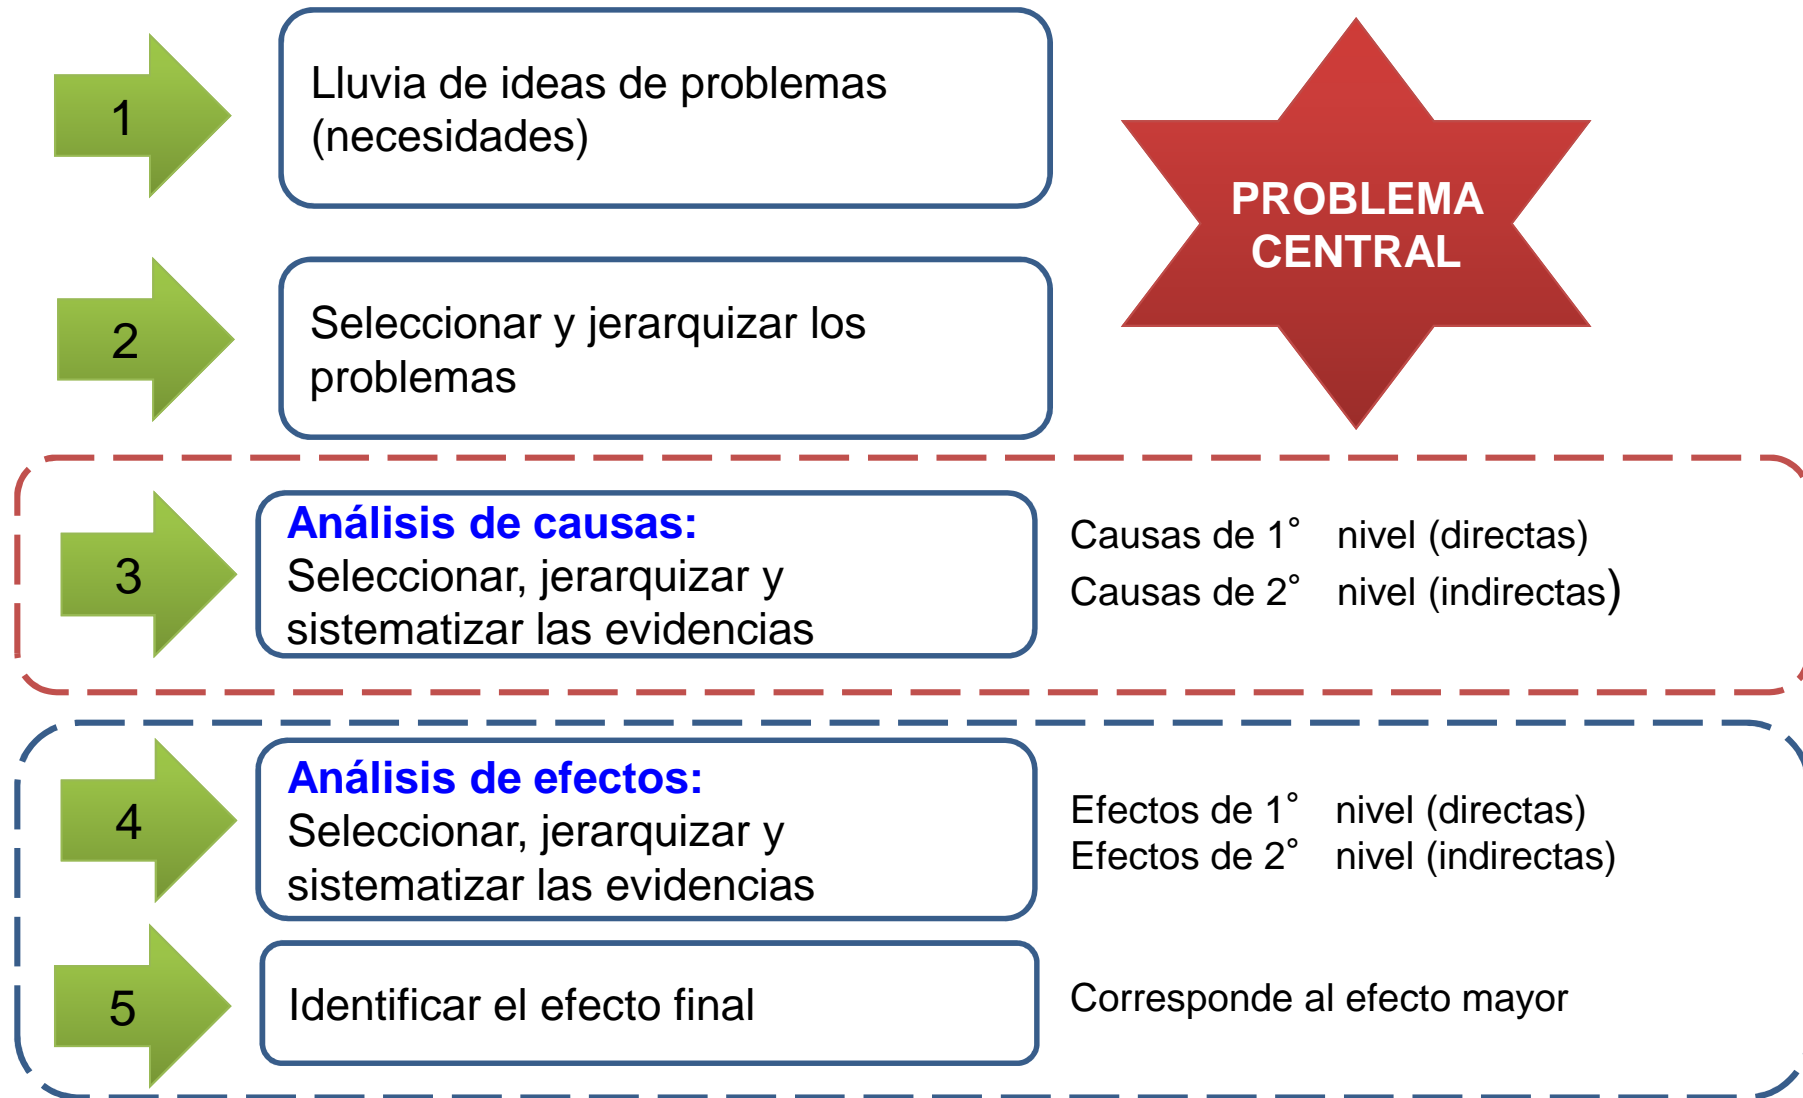 1
Lluvia de ideas de problemas
(necesidades)
PROBLEMA
CENTRAL
2
Seleccionar y jerarquizar los
problemas
3
Análisis de causas:
Seleccionar, jerarquizar y
sistematizar las evidencias
Causas de 1° nivel (directas)
Causas de 2° nivel (indirectas)
4
Análisis de efectos:
Seleccionar, jerarquizar y
sistematizar las evidencias
Efectos de 1° nivel (directas)
Efectos de 2° nivel (indirectas)
5
Identificar el efecto final
Corresponde al efecto mayor